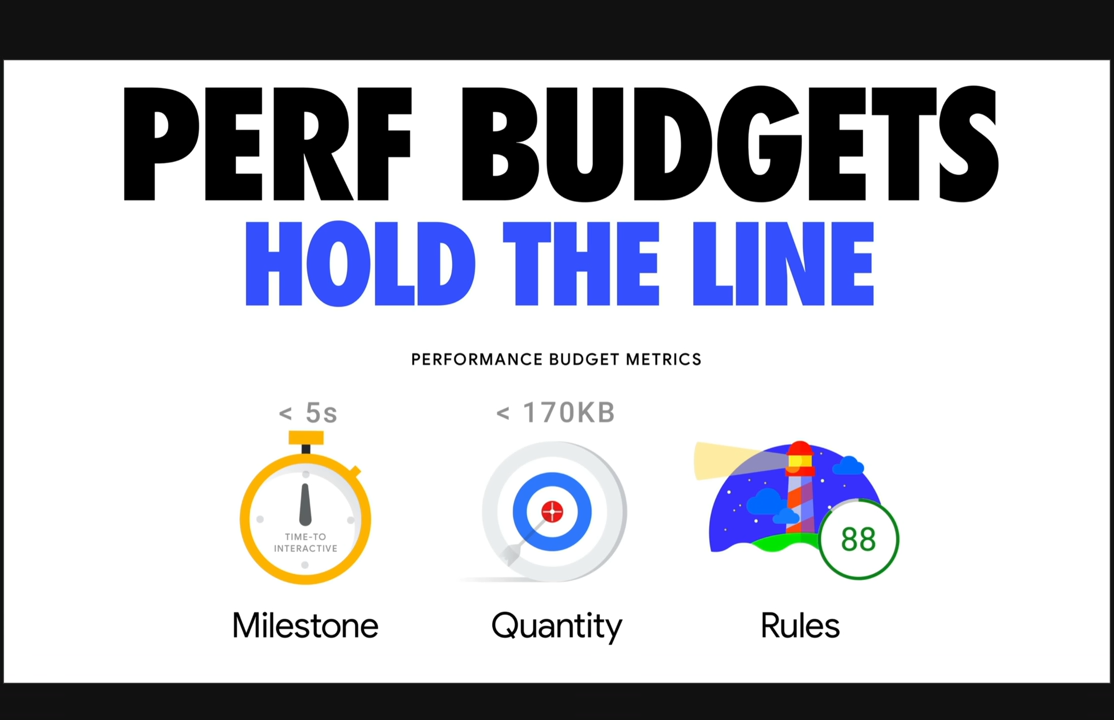 PERF BUDGETS
HOLD THE LINE
PERFORMANCE BUDGET METRICS
< 5s
< 170KB
TIME-TO
INTERACTIVE
88
Milestone
Quantity
Rules